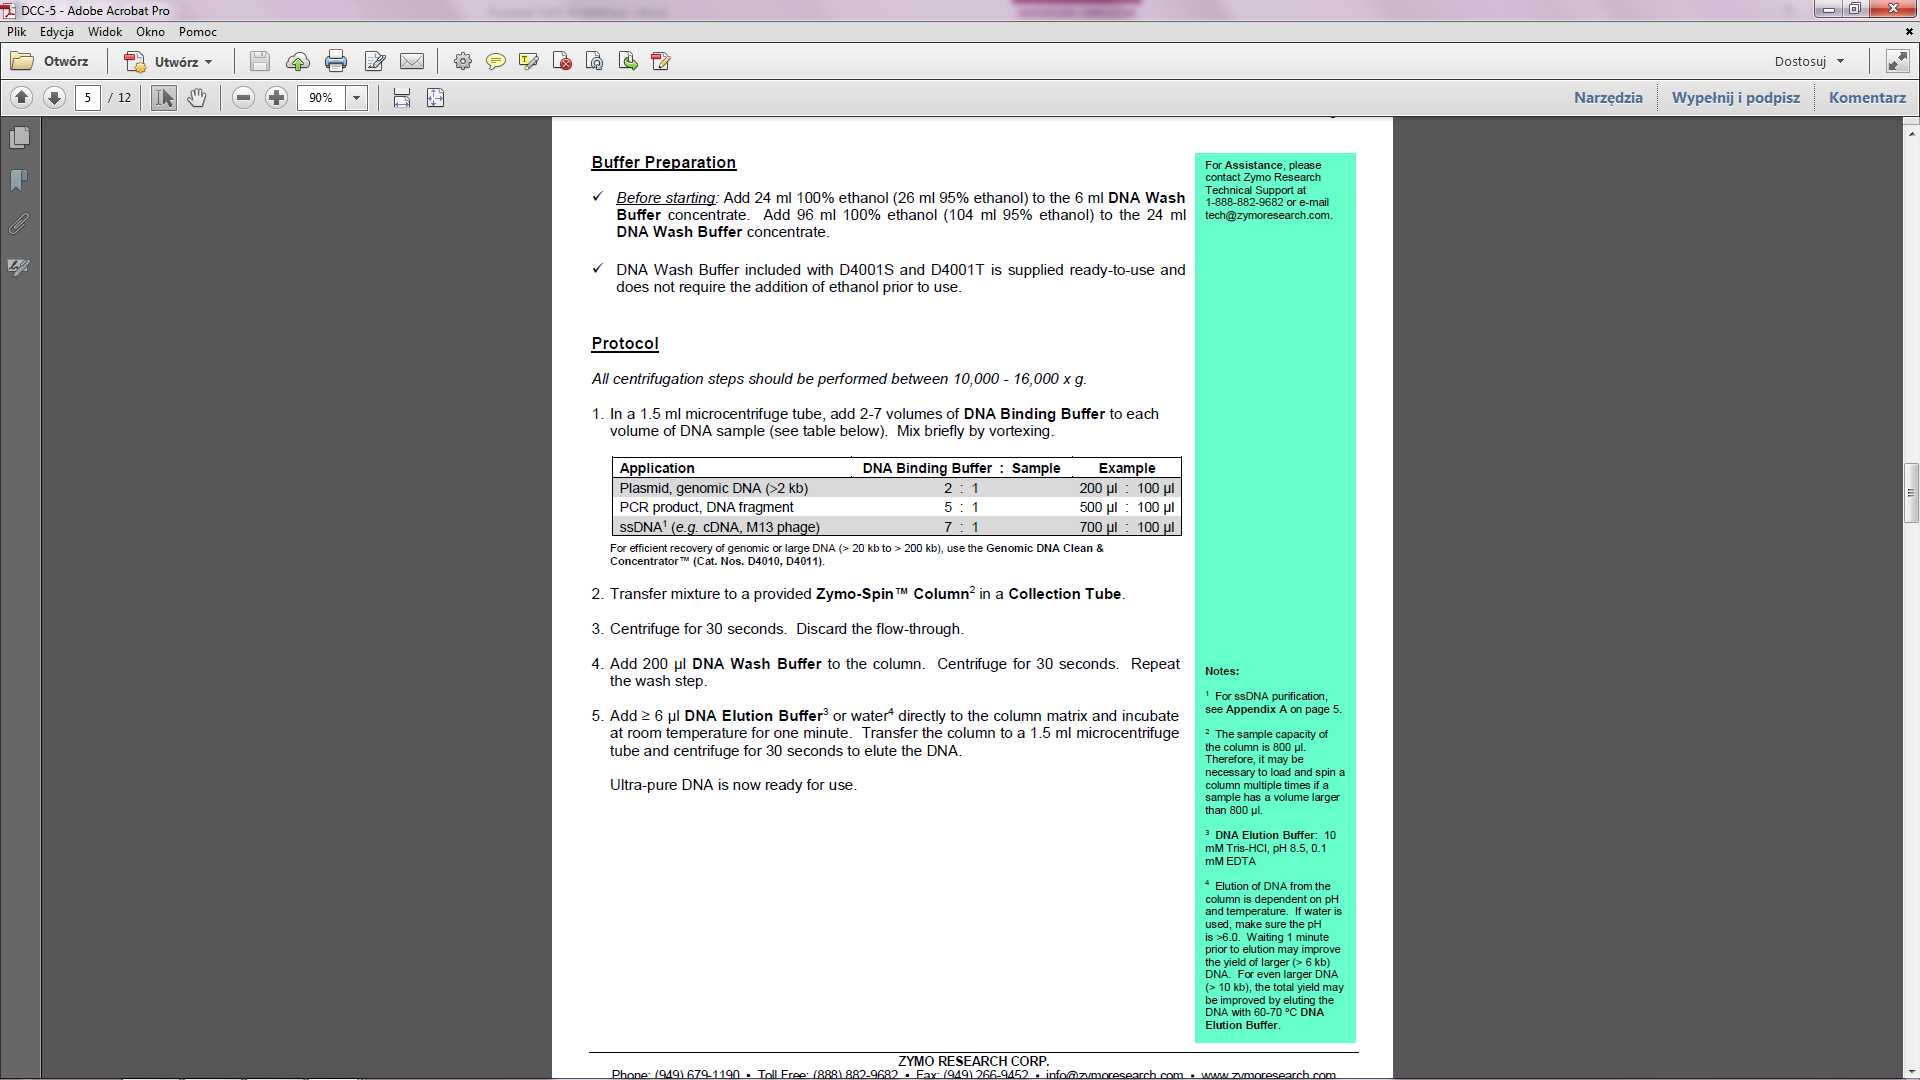 DCC-5 - Adobe Acrobat Pro
Plik Edycja Widok Okno Pomoc
Otwórz Utwórz Dostosuj
5 / 12 90% Narzędzia Wypełnij i podpisz Komentarz
Buffer Preparation
✓ Before starting: Add 24 ml 100% ethanol (26 ml 95% ethanol) to the 6 ml DNA Wash
Buffer concentrate. Add 96 ml 100% ethanol (104 ml 95% ethanol) to the 24 ml
DNA Wash Buffer concentrate.
✓ DNA Wash Buffer included with D4001S and D4001T is supplied ready-to-use and
does not require the addition of ethanol prior to use.
Protocol
All centrifugation steps should be performed between 10,000 - 16,000 x g.
1. In a 1.5 ml microcentrifuge tube, add 2-7 volumes of DNA Binding Buffer to each
volume of DNA sample (see table below). Mix briefly by vortexing.
Application DNA Binding Buffer : Sample Example
Plasmid, genomic DNA (>2 kb) 2 : 1 200 µl : 100 µl
PCR product, DNA fragment 5 : 1 500 µl : 100 µl
ssDNA¹ (e.g. cDNA, M13 phage) 7 : 1 700 µl : 100 µl
For efficient recovery of genomic or large DNA (> 20 kb to > 200 kb), use the Genomic DNA Clean &
Concentrator™ (Cat. Nos. D4010, D4011).
2. Transfer mixture to a provided Zymo-Spin™ Column² in a Collection Tube.
3. Centrifuge for 30 seconds. Discard the flow-through.
4. Add 200 µl DNA Wash Buffer to the column. Centrifuge for 30 seconds. Repeat
the wash step.
5. Add ≥ 6 µl DNA Elution Buffer³ or water⁴ directly to the column matrix and incubate
at room temperature for one minute. Transfer the column to a 1.5 ml microcentrifuge
tube and centrifuge for 30 seconds to elute the DNA.
Ultra-pure DNA is now ready for use.
For Assistance, please
contact Zymo Research
Technical Support at
1-888-882-9682 or e-mail
tech@zymoresearch.com.
Notes:
¹ For ssDNA purification,
see Appendix A on page 5.
² The sample capacity of
the column is 800 µl.
Therefore, it may be
necessary to load and spin a
column multiple times if a
sample has a volume larger
than 800 µl.
³ DNA Elution Buffer: 10
mM Tris-HCl, pH 8.5, 0.1
mM EDTA
⁴ Elution of DNA from the
column is dependent on pH
and temperature. If water is
used, make sure the pH
is >6.0. Waiting 1 minute
prior to elution may improve
the yield of larger (> 6 kb)
DNA. For even larger DNA
(> 10 kb), the total yield may
be improved by eluting the
DNA with 60-70 ºC DNA
Elution Buffer.
ZYMO RESEARCH CORP.
Phone: (949) 679-1190 ▪ Toll Free: (888) 882-9682 ▪ Fax: (949) 266-9452 ▪ info@zymoresearch.com ▪ www.zymoresearch.com